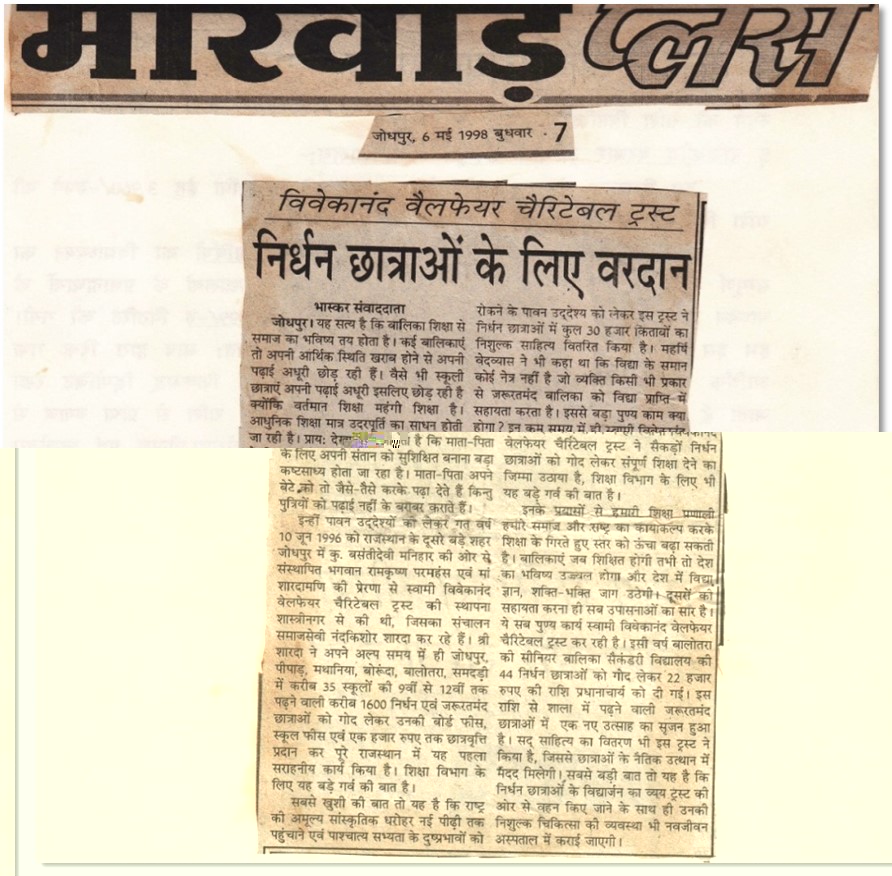 मारवाड़ प्लस
जोधपुर, 6 मई 1998 बुधवार · 7
विवेकानंद वैलफेयर चैरिटेबल ट्रस्ट
निर्धन छात्राओं के लिए वरदान
भास्कर संवाददाता
जोधपुर। यह सत्य है कि बालिका शिक्षा से
समाज का भविष्य तय होता है। कई बालिकाएं
तो अपनी आर्थिक स्थिति खराब होने से अपनी
पढ़ाई अधूरी छोड़ रही हैं। वैसे भी स्कूली
छात्राएं अपनी पढ़ाई अधूरी इसलिए छोड़ रही है
क्योंकि वर्तमान शिक्षा महंगी शिक्षा है।
आधुनिक शिक्षा मात्र उदरपूर्ति का साधन होती
जा रही है। प्राय: है कि माता-पिता
के लिए अपनी संतान को सुशिक्षित बनाना बड़ा
कष्टसाध्य होता जा रहा है। माता-पिता अपने
बेटे को तो जैसे-तैसे करके पढ़ा देते हैं किन्तु
पुत्रियों को पढ़ाई नहीं के बराबर कराते हैं।
इन्हीं पावन उद्देश्यों को लेकर गत वर्ष
10 जून 1996 को राजस्थान के दूसरे बड़े शहर
जोधपुर में कु. बसंतीदेवी मनिहार की ओर से
संस्थापित भगवान रामकृष्ण परमहंस एवं मां
शारदामणि की प्रेरणा से स्वामी विवेकानंद
वेलफेयर चैरिटेबल ट्रस्ट की स्थापना
शास्त्रीनगर से की थी, जिसका संचालन
समाजसेवी नंदकिशोर शारदा कर रहे हैं। श्री
शारदा ने अपने अल्प समय में ही जोधपुर,
पीपाड़, मथानिया, बोरूंदा, बालोतरा, समदड़ी
में करीब 35 स्कूलों की 9वीं से 12वीं तक
पढ़ने वाली करीब 1600 निर्धन एवं जरूरतमंद
छात्राओं को गोद लेकर उनकी बोर्ड फीस,
स्कूल फीस एवं एक हजार रुपए तक छात्रवृत्ति
प्रदान कर पूरे राजस्थान में यह पहला
सराहनीय कार्य किया है। शिक्षा विभाग के
लिए यह बड़े गर्व की बात है।
सबसे खुशी की बात तो यह है कि राष्ट्र
की अमूल्य सांस्कृतिक धरोहर नई पीढ़ी तक
पहुंचाने एवं पाश्चात्य सभ्यता के दुष्प्रभावों को
रोकने के पावन उद्देश्य को लेकर इस ट्रस्ट ने
निर्धन छात्राओं में कुल 30 हजार किताबों का
निशुल्क साहित्य वितरित किया है। महर्षि
वेदव्यास ने भी कहा था कि विद्या के समान
कोई नेत्र नहीं है जो व्यक्ति किसी भी प्रकार
से जरूरतमंद बालिका को विद्या प्राप्ति में
सहायता करता है। इससे बड़ा पुण्य काम क्या
होगा? इन कम समय में ही स्वामी विवेकानंद
वेलफेयर चैरिटेबल ट्रस्ट ने सैकड़ों निर्धन
छात्राओं को गोद लेकर संपूर्ण शिक्षा देने का
जिम्मा उठाया है, शिक्षा विभाग के लिए भी
यह बड़े गर्व की बात है।
इनके प्रयासों से हमारी शिक्षा प्रणाली
हमारे समाज और राष्ट्र का कायाकल्प करके
शिक्षा के गिरते हुए स्तर को ऊंचा बढ़ा सकती
है। बालिकाएं जब शिक्षित होगी तभी तो देश
का भविष्य उज्जवल होगा और देश में विद्या,
ज्ञान, शक्ति-भक्ति जाग उठेगी। दूसरों को
सहायता करना ही सब उपासनाओं का सार है।
ये सब पुण्य कार्य स्वामी विवेकानंद वेलफेयर
चैरिटेबल ट्रस्ट कर रही है। इसी वर्ष बालोतरा
को सीनियर बालिका सैकंडरी विद्यालय की
44 निर्धन छात्राओं को गोद लेकर 22 हजार
रुपए की राशि प्रधानाचार्य को दी गई। इस
राशि से शाला में पढ़ने वाली जरूरतमंद
छात्राओं में एक नए उत्साह का सृजन हुआ
है। सद् साहित्य का वितरण भी इस ट्रस्ट ने
किया है, जिससे छात्राओं के नैतिक उत्थान में
मदद मिलेगी। सबसे बड़ी बात तो यह है कि
निर्धन छात्राओं के विद्यार्जन का व्यय ट्रस्ट की
ओर से वहन किए जाने के साथ ही उनकी
निशुल्क चिकित्सा की व्यवस्था भी नवजीवन
अस्पताल में कराई जाएगी।